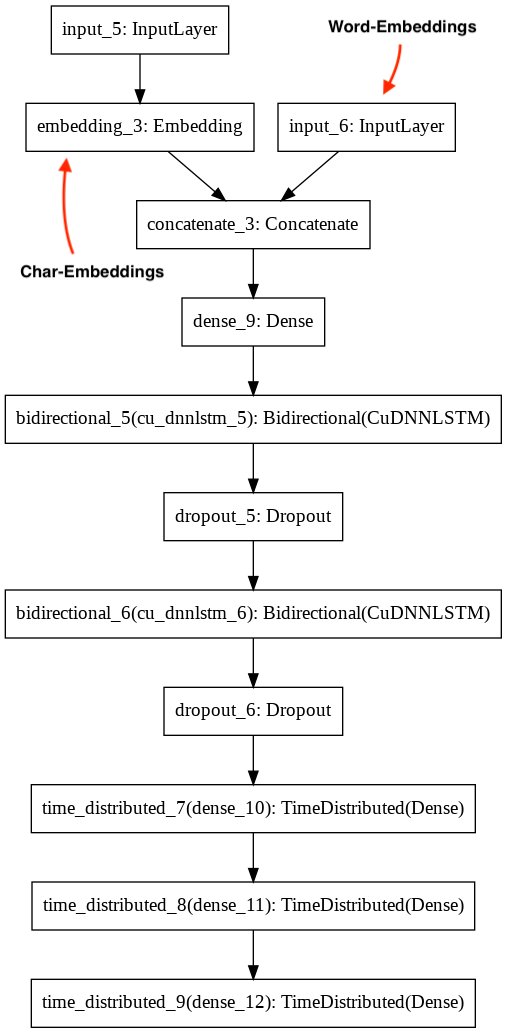 input_5: InputLayer
Word-Embeddings
embedding_3: Embedding
input_6: InputLayer
concatenate_3: Concatenate
Char-Embeddings
dense_9: Dense
bidirectional_5(cu_dnnlstm_5): Bidirectional(CuDNNLSTM)
dropout_5: Dropout
bidirectional_6(cu_dnnlstm_6): Bidirectional(CuDNNLSTM)
dropout_6: Dropout
time_distributed_7(dense_10): TimeDistributed(Dense)
time_distributed_8(dense_11): TimeDistributed(Dense)
time_distributed_9(dense_12): TimeDistributed(Dense)